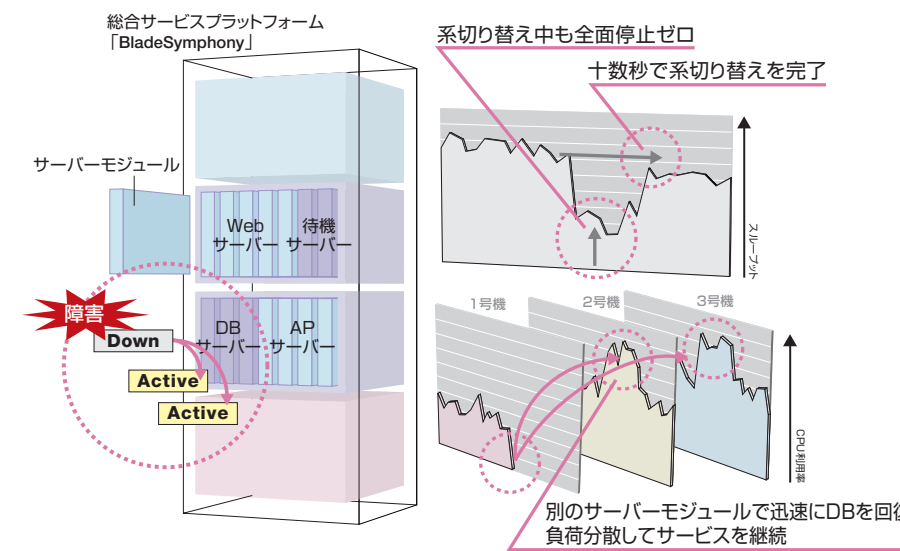 総合サービスプラットフォーム
「BladeSymphony」
サーバーモジュール
Web
サーバー
待機
サーバー
障害
Down
DB
サーバー
AP
サーバー
Active
Active
系切り替え中も全面停止ゼロ
十数秒で系切り替えを完了
スループット
1号機
2号機
3号機
CPU利用率
別のサーバーモジュールで迅速にDBを回復
負荷分散してサービスを継続